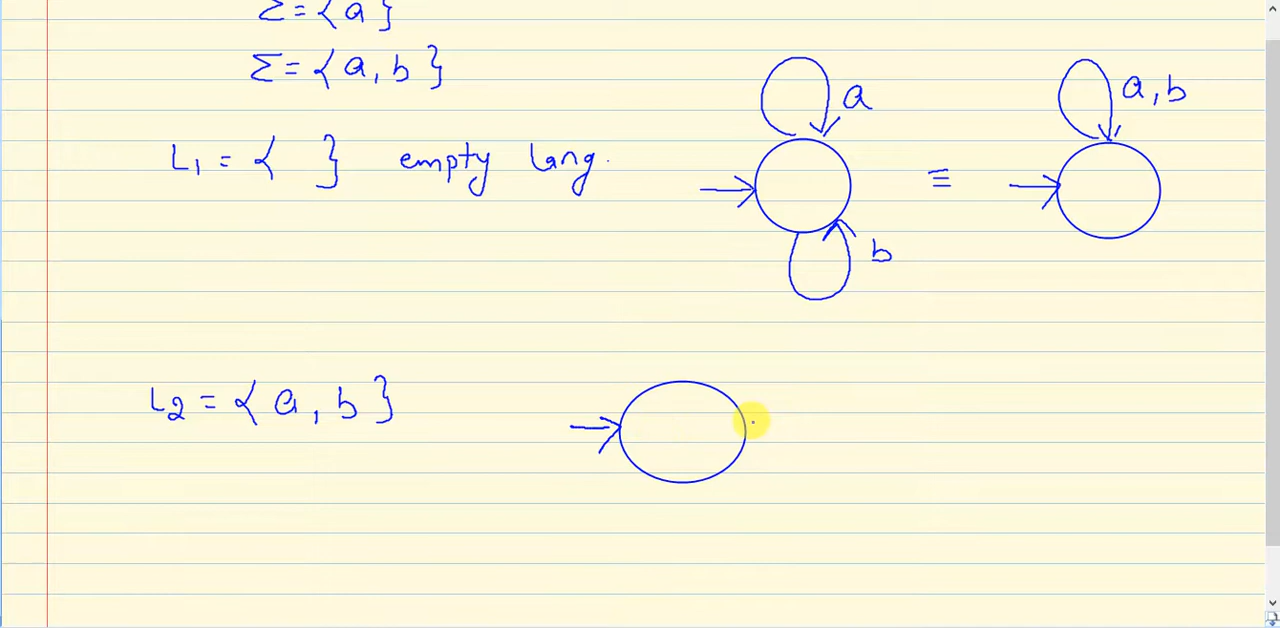 Σ = {a}
Σ = {a, b}
a
a, b
L₁ = { } empty lang.
≡
b
L₂ = {a, b}